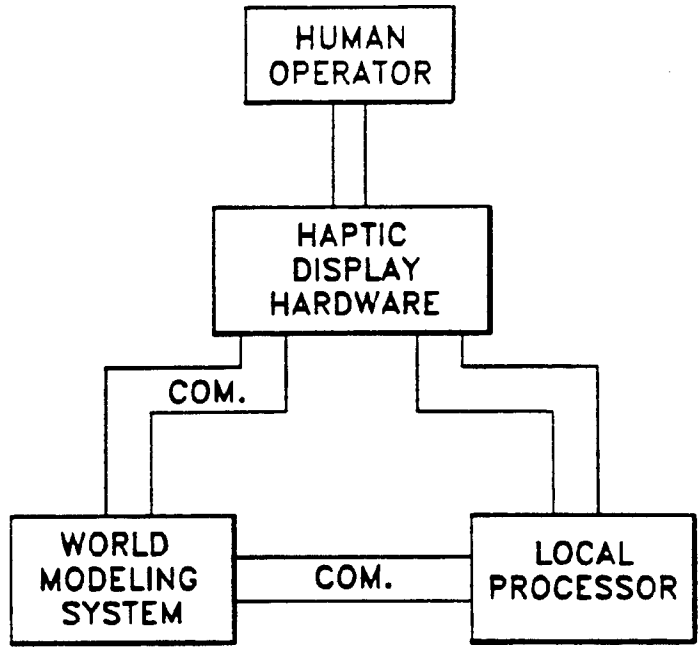 HUMAN
OPERATOR
HAPTIC
DISPLAY
HARDWARE
COM.
WORLD
MODELING
SYSTEM
COM.
LOCAL
PROCESSOR